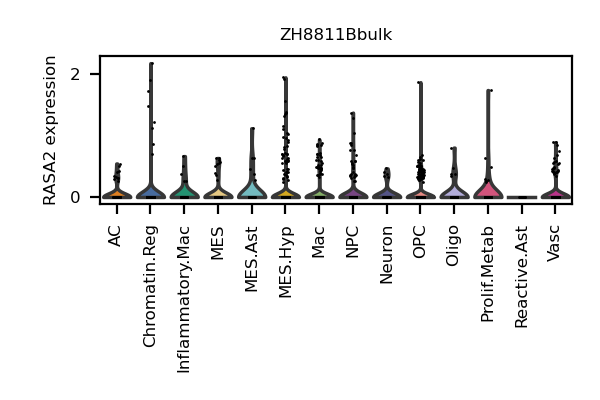 ZH8811Bbulk
RASA2 expression
2
0
AC
Chromatin.Reg
Inflammatory.Mac
MES
MES.Ast
MES.Hyp
Mac
NPC
Neuron
OPC
Oligo
Prolif.Metab
Reactive.Ast
Vasc